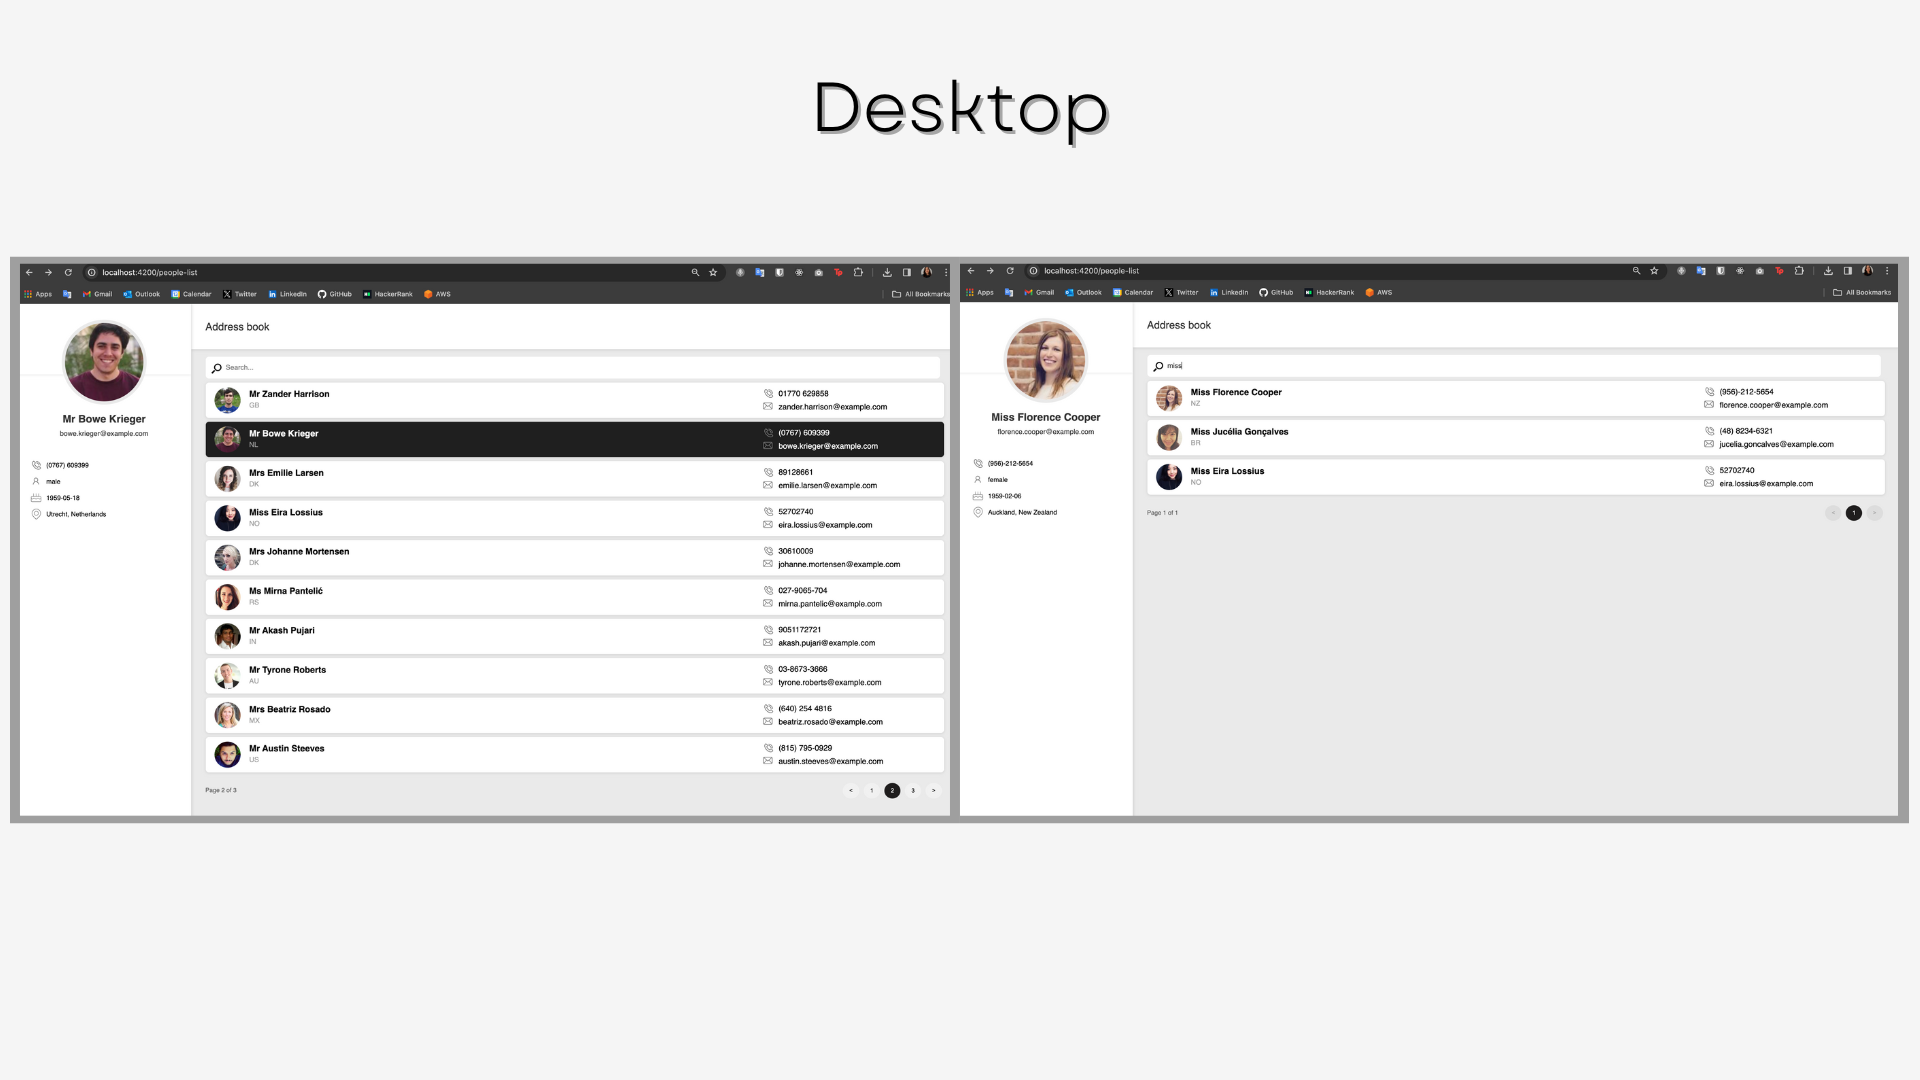 Desktop
localhost:4200/people-list
Apps Gmail Outlook Calendar Twitter LinkedIn GitHub HackerRank AWS All Bookmarks
Address book
Search...
Mr Bowe Krieger
bowe.krieger@example.com
(0767) 609399
male
1959-05-18
Utrecht, Netherlands
Mr Zander Harrison
GB
01770 629858
zander.harrison@example.com
Mr Bowe Krieger
NL
(0767) 609399
bowe.krieger@example.com
Mrs Emilie Larsen
DK
89128661
emilie.larsen@example.com
Miss Eira Lossius
NO
52702740
eira.lossius@example.com
Mrs Johanne Mortensen
DK
30610009
johanne.mortensen@example.com
Ms Mirna Pantelić
RS
027-9065-704
mirna.pantelic@example.com
Mr Akash Pujari
IN
9051172721
akash.pujari@example.com
Mr Tyrone Roberts
AU
03-8673-3666
tyrone.roberts@example.com
Mrs Beatriz Rosado
MX
(640) 254 4816
beatriz.rosado@example.com
Mr Austin Steeves
US
(815) 795-0929
austin.steeves@example.com
Page 2 of 3
< 1 2 3 >
localhost:4200/people-list
Apps Gmail Outlook Calendar Twitter LinkedIn GitHub HackerRank AWS All Bookmarks
Address book
miss
Miss Florence Cooper
florence.cooper@example.com
(956)-212-5654
female
1959-02-06
Auckland, New Zealand
Miss Florence Cooper
NZ
(956)-212-5654
florence.cooper@example.com
Miss Jucélia Gonçalves
BR
(48) 8234-6321
jucelia.goncalves@example.com
Miss Eira Lossius
NO
52702740
eira.lossius@example.com
Page 1 of 1
< 1 >